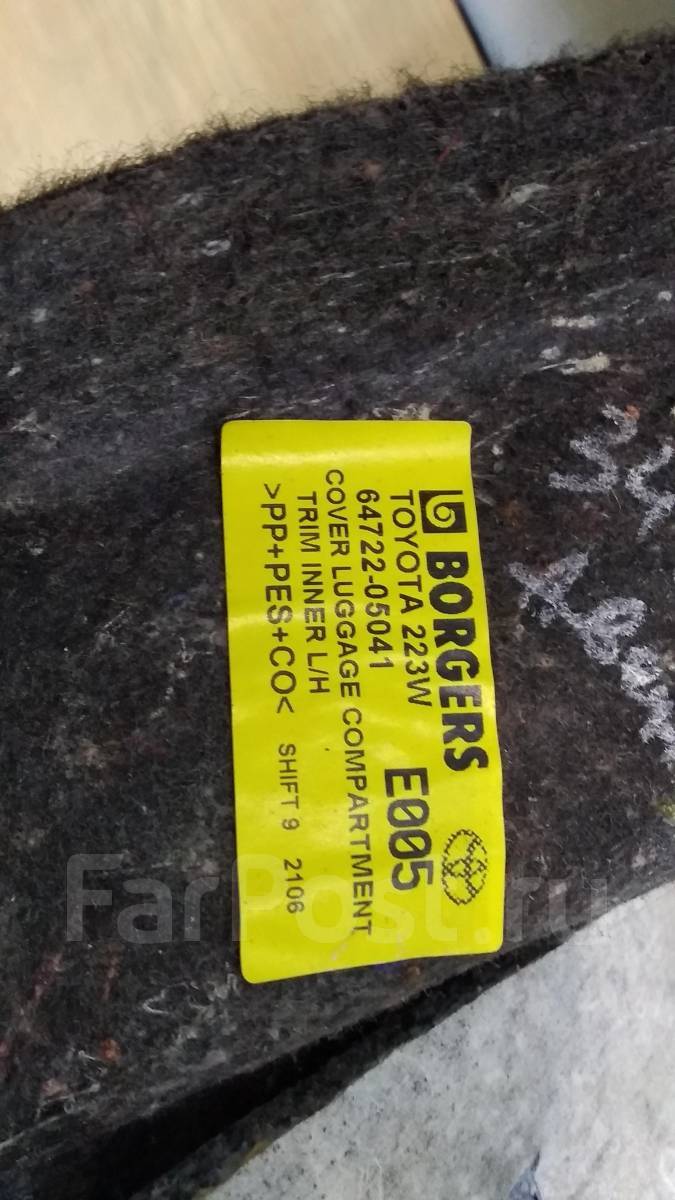 BORGERS
TOYOTA 223W
64722-05041 E005
COVER LUGGAGE COMPARTMENT
TRIM INNER L/H
>PP+PES+CO< SHIFT 9 2106
FarPost.ru